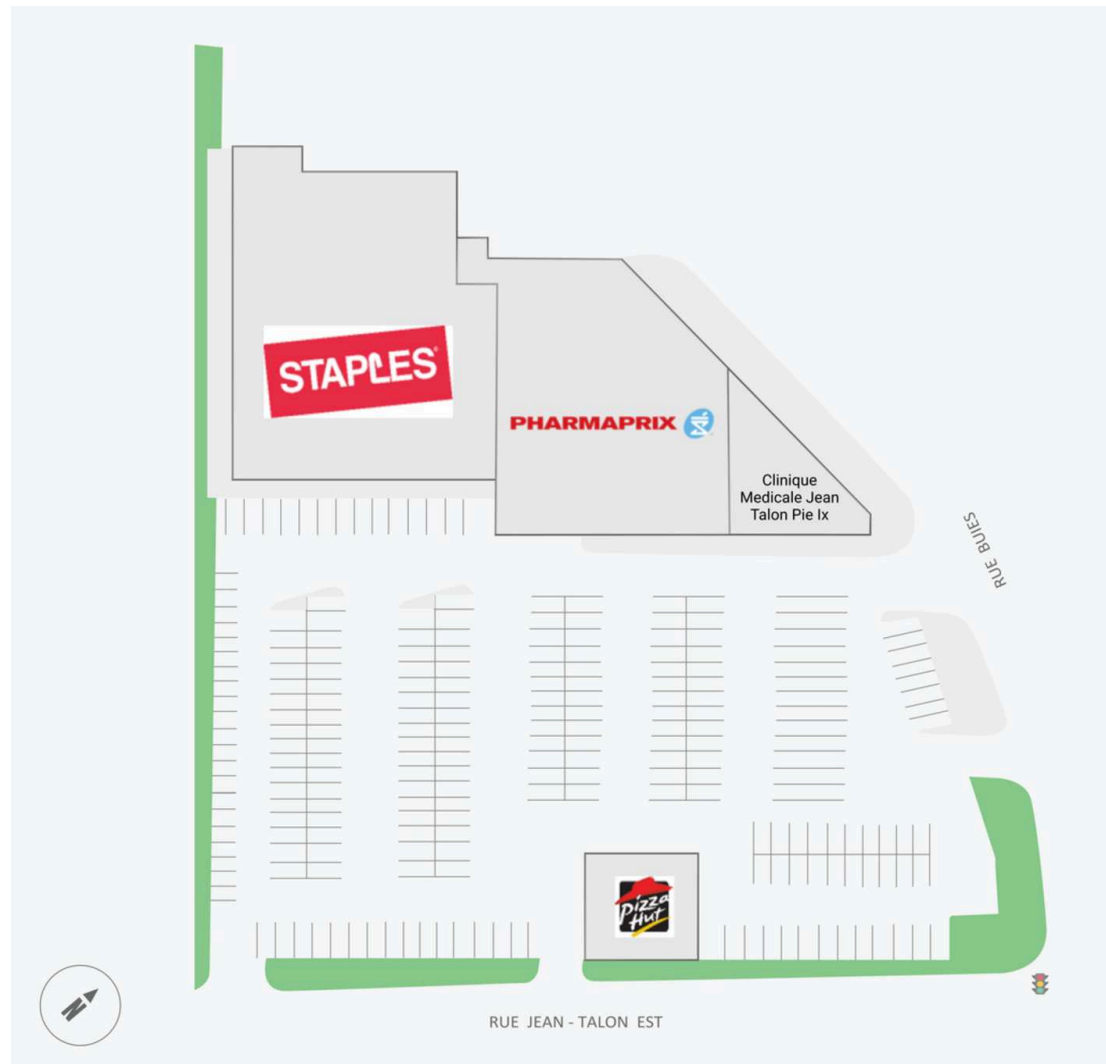 STAPLES
PHARMAPRIX
Clinique
Medicale Jean
Talon Pie Ix
RUE BUIES
Pizza
Hut
N
RUE JEAN - TALON EST